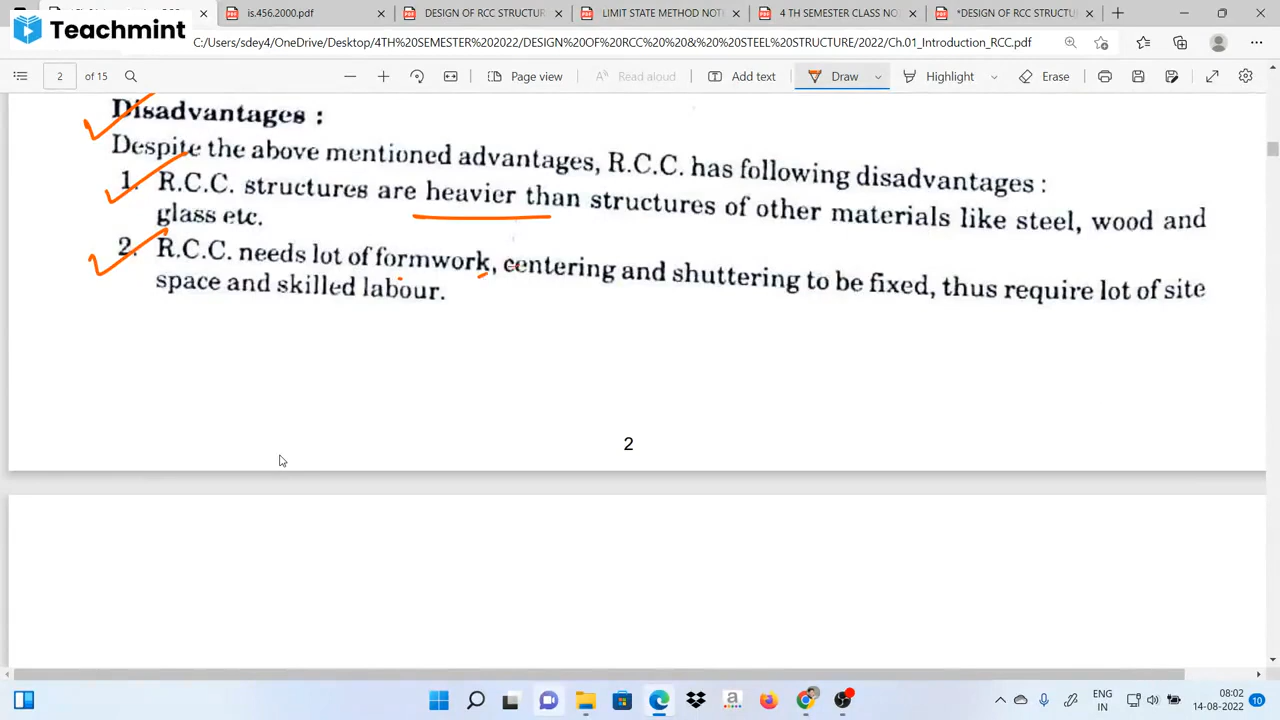 is.456.2000.pdf
DESIGN OF RCC STRUCTURE
LIMIT STATE METHOD NOTES
4 TH SEMESTER
DESIGN OF RCC STRUCTURE
Teachmint
C:/Users/sdey4/OneDrive/Desktop/4TH%20SEMESTER%202022/DESIGN%20OF%20RCC%20%20&%20%20STEEL%20STRUCTURE/2022/Ch.01_Introduction_RCC.pdf
2 of 15
Page view
Read aloud
Add text
Draw
Highlight
Erase
Disadvantages :
Despite the above mentioned advantages, R.C.C. has following disadvantages :
1. R.C.C. structures are heavier than structures of other materials like steel, wood and
glass etc.
2. R.C.C. needs lot of formwork, centering and shuttering to be fixed, thus require lot of site
space and skilled labour.
2
ENG
IN
08:02
14-08-2022
10